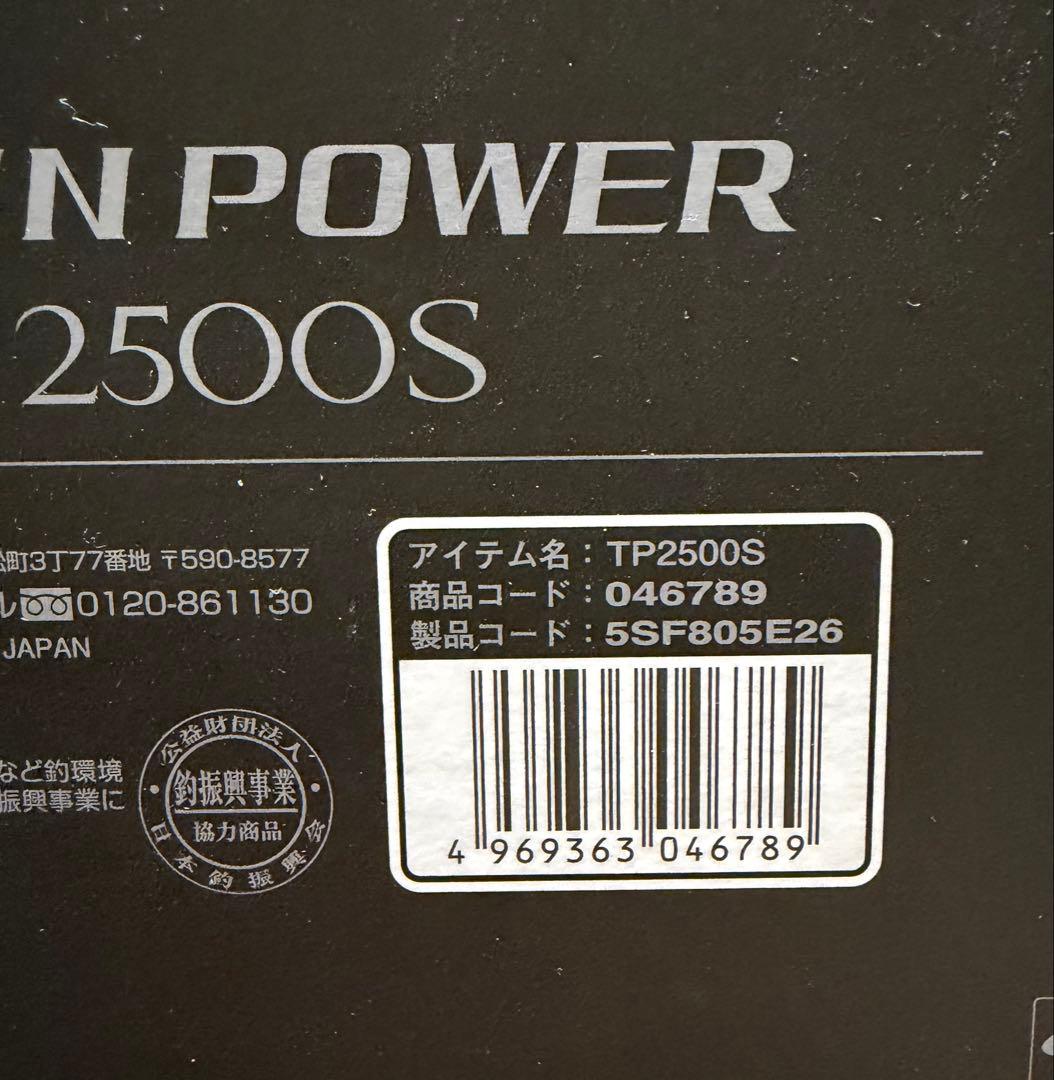 N POWER
2500S
町3丁77番地 〒590-8577
ル 0120-861130
JAPAN
アイテム名：TP2500S
商品コード：046789
製品コード：5SF805E26
4 969363 046789
など釣環境
振興事業に
公益財団法人
釣振興事業
協力商品
日本釣振興会